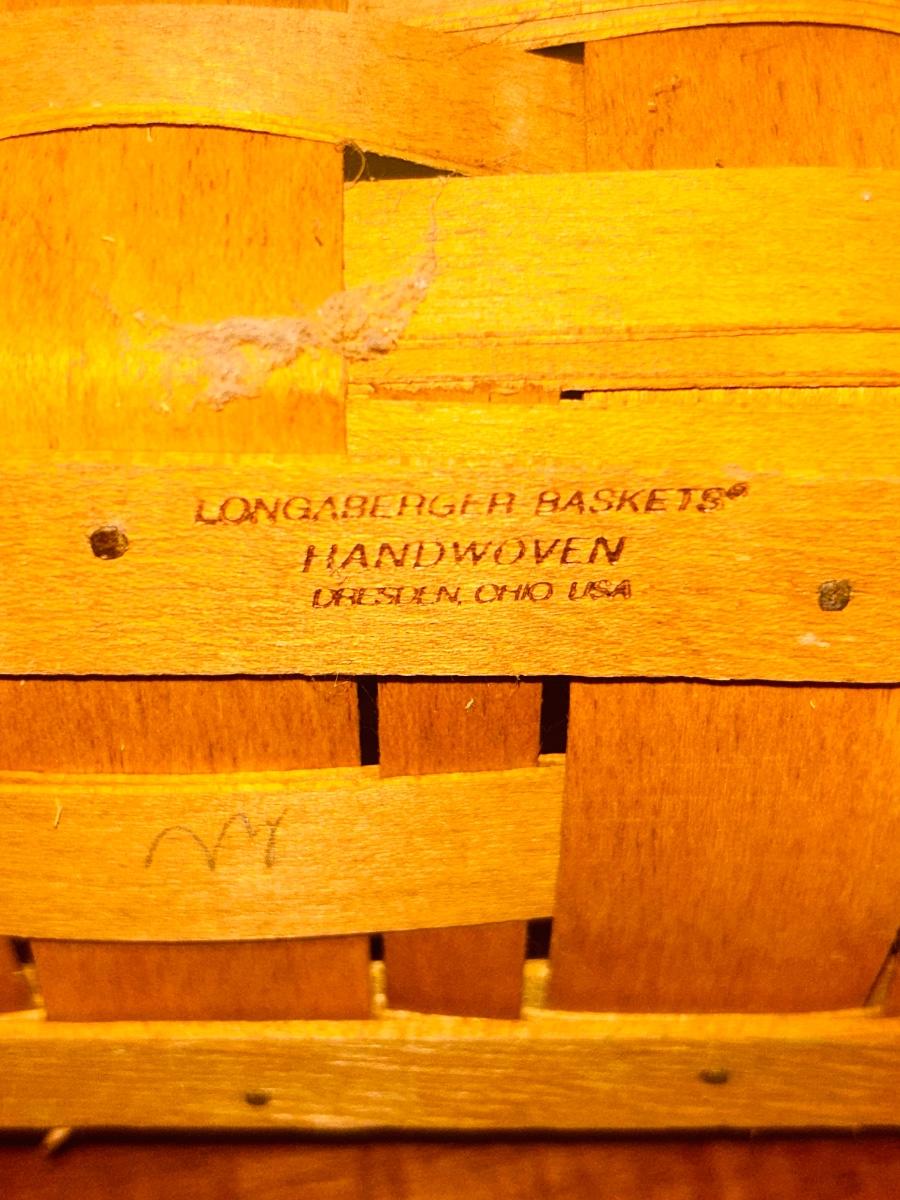 LONGABERGER BASKETS®
HANDWOVEN
DRESDEN, OHIO USA